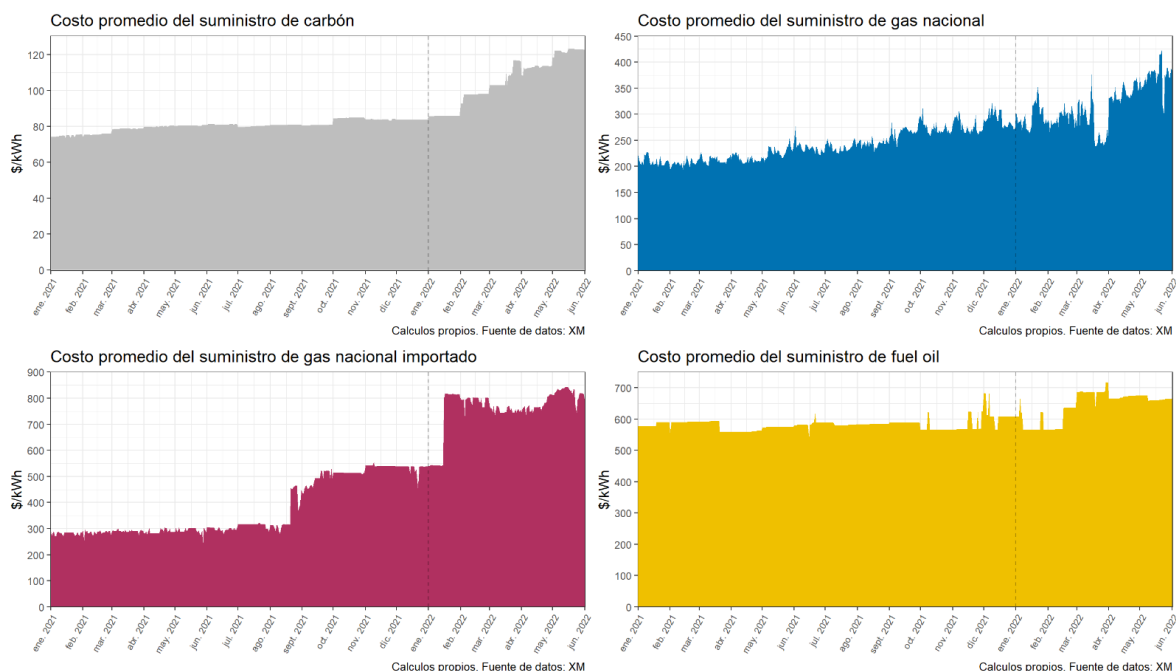 Costo promedio del suministro de carbón
$/kWh
120
100
80
60
40
20
0
ene. 2021
feb. 2021
mar. 2021
abr. 2021
may. 2021
jun. 2021
jul. 2021
ago. 2021
sept. 2021
oct. 2021
nov. 2021
dic. 2021
ene. 2022
feb. 2022
mar. 2022
abr. 2022
may. 2022
jun. 2022
Calculos propios. Fuente de datos: XM
Costo promedio del suministro de gas nacional
$/kWh
450
400
350
300
250
200
150
100
50
0
ene. 2021
feb. 2021
mar. 2021
abr. 2021
may. 2021
jun. 2021
jul. 2021
ago. 2021
sept. 2021
oct. 2021
nov. 2021
dic. 2021
ene. 2022
feb. 2022
mar. 2022
abr. 2022
may. 2022
jun. 2022
Calculos propios. Fuente de datos: XM
Costo promedio del suministro de gas nacional importado
$/kWh
900
800
700
600
500
400
300
200
100
0
ene. 2021
feb. 2021
mar. 2021
abr. 2021
may. 2021
jun. 2021
jul. 2021
ago. 2021
sept. 2021
oct. 2021
nov. 2021
dic. 2021
ene. 2022
feb. 2022
mar. 2022
abr. 2022
may. 2022
jun. 2022
Calculos propios. Fuente de datos: XM
Costo promedio del suministro de fuel oil
$/kWh
700
600
500
400
300
200
100
0
ene. 2021
feb. 2021
mar. 2021
abr. 2021
may. 2021
jun. 2021
jul. 2021
ago. 2021
sept. 2021
oct. 2021
nov. 2021
dic. 2021
ene. 2022
feb. 2022
mar. 2022
abr. 2022
may. 2022
jun. 2022
Calculos propios. Fuente de datos: XM